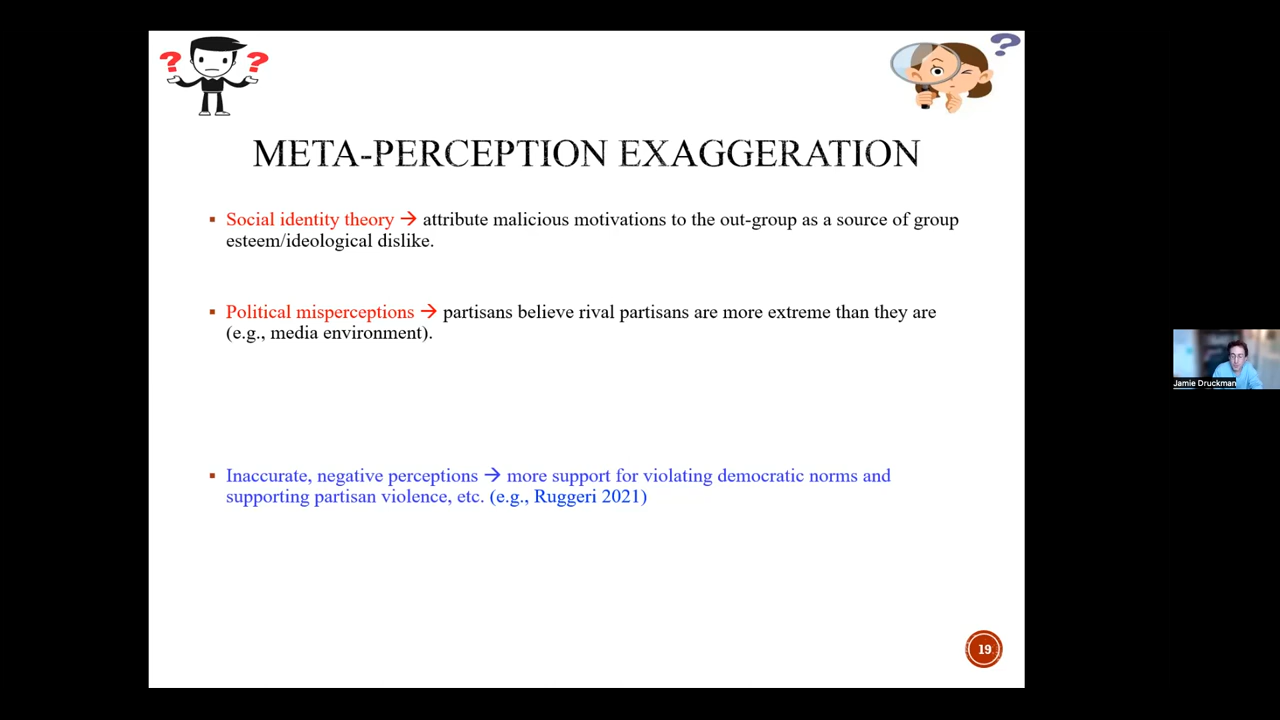 ? ? ?
META-PERCEPTION EXAGGERATION
▪ Social identity theory → attribute malicious motivations to the out-group as a source of group
esteem/ideological dislike.
▪ Political misperceptions → partisans believe rival partisans are more extreme than they are
(e.g., media environment).
Jamie Druckman
▪ Inaccurate, negative perceptions → more support for violating democratic norms and
supporting partisan violence, etc. (e.g., Ruggeri 2021)
19